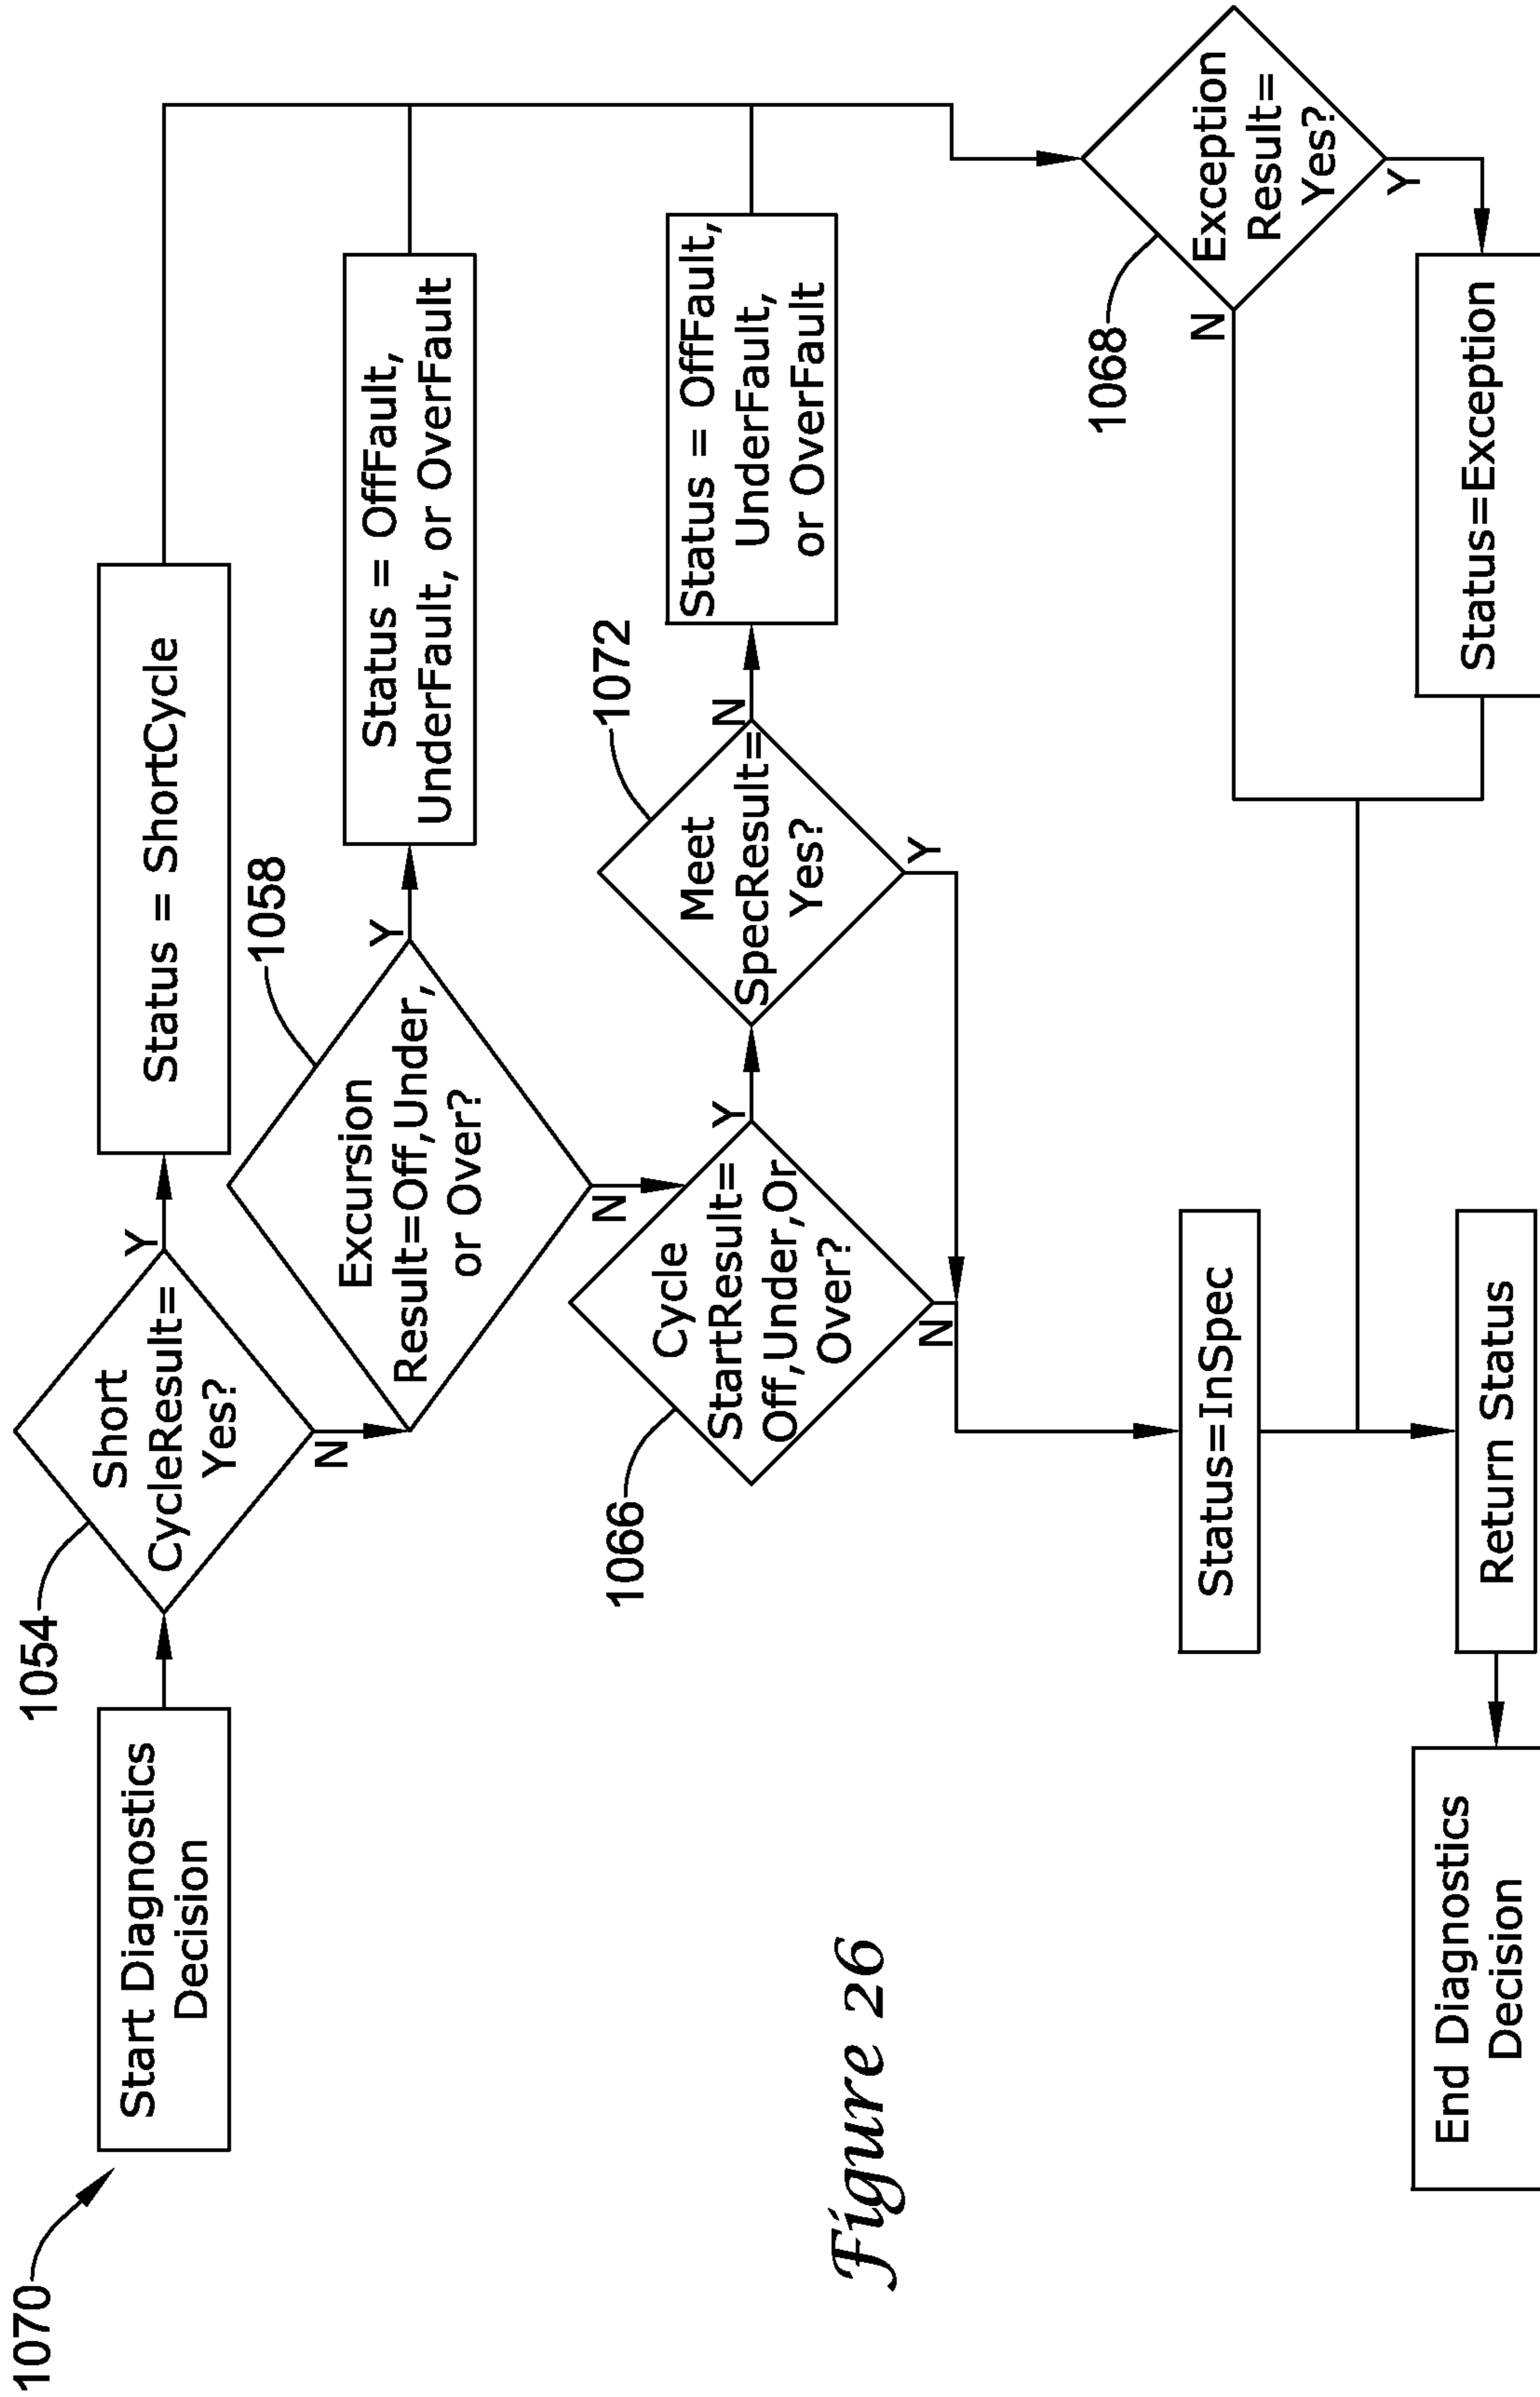 1070
Start Diagnostics
Decision
1054
Short
CycleResult=
Yes?
Y
N
Status = ShortCycle
1058
Excursion
Result=Off,Under,
or Over?
Y
N
Status = OffFault,
UnderFault, or OverFault
1066
Cycle
StartResult=
Off,Under,Or
Over?
Y
N
1072
Meet
SpecResult=
Yes?
N
Y
Status = OffFault,
UnderFault,
or OverFault
Status=InSpec
1068
Exception
Result=
Yes?
N
Y
Status=Exception
Return Status
End Diagnostics
Decision
Figure 26